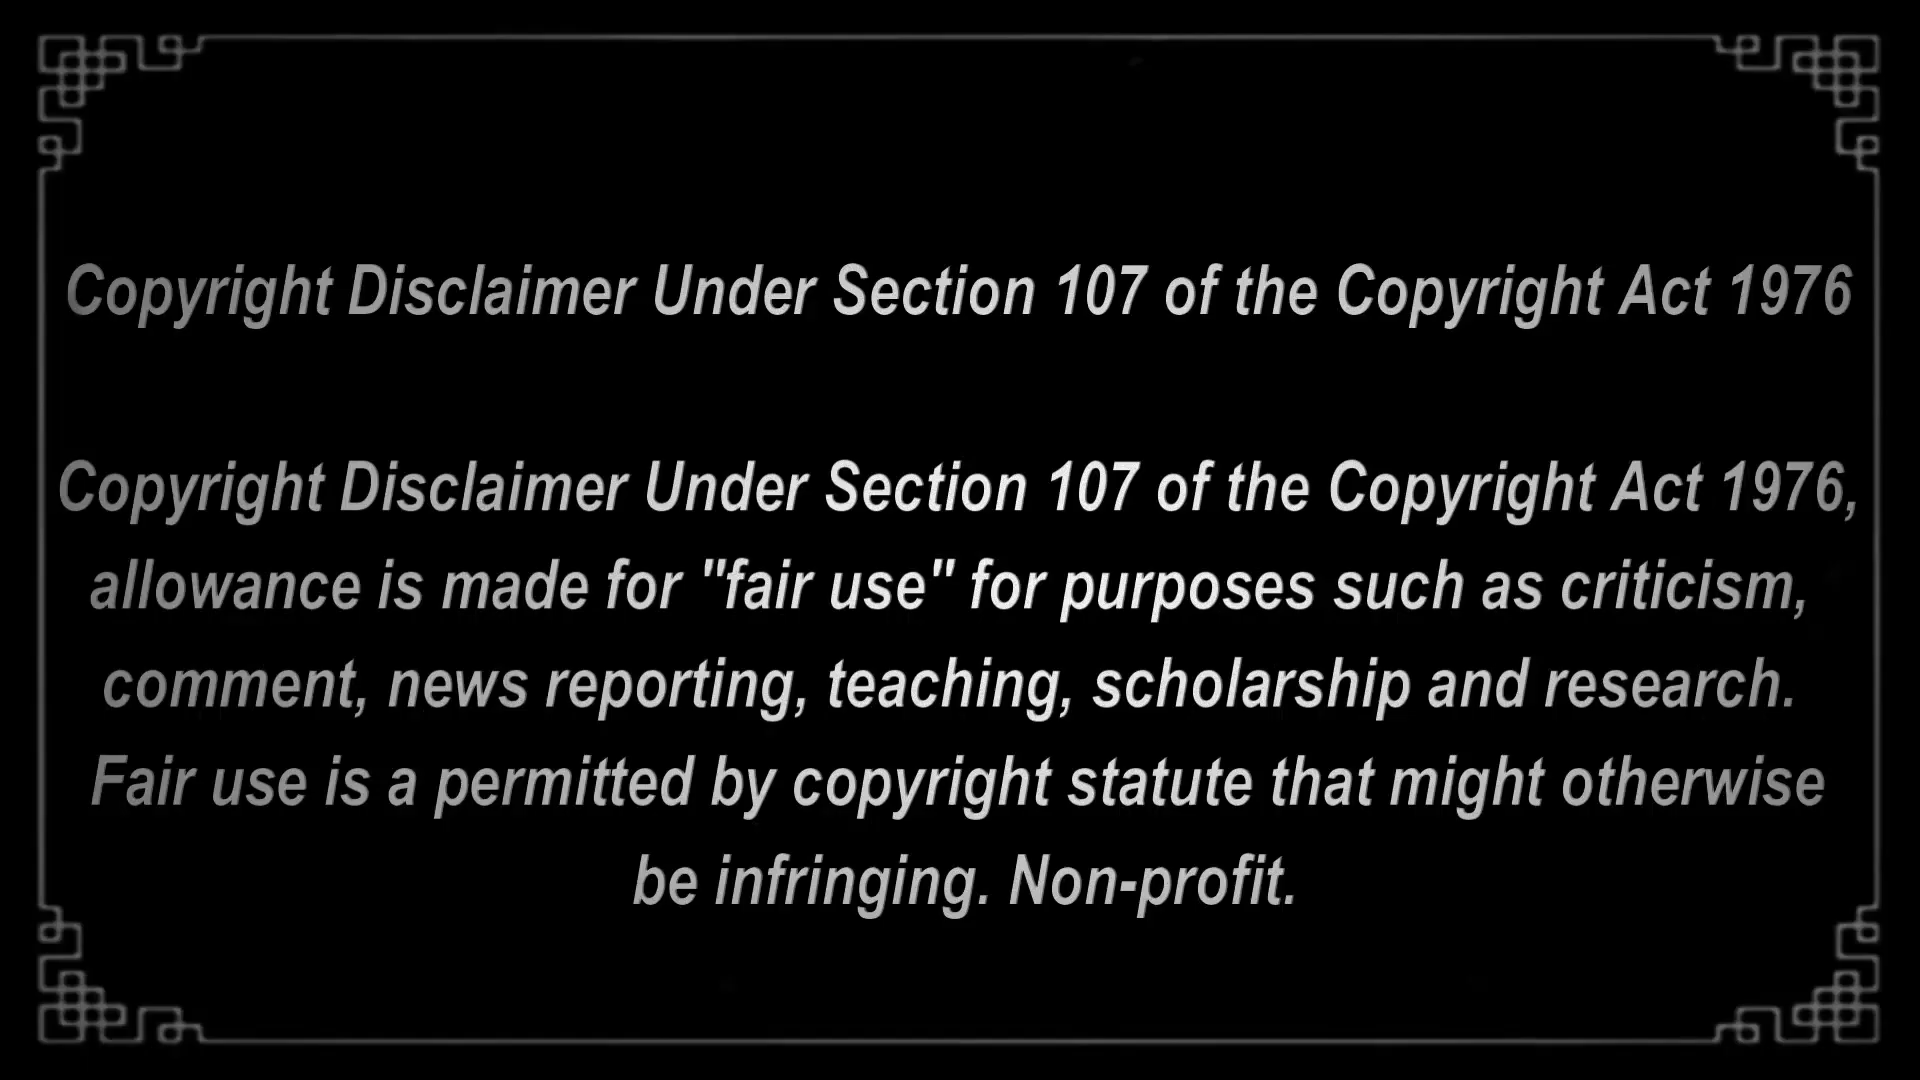 Copyright Disclaimer Under Section 107 of the Copyright Act 1976
Copyright Disclaimer Under Section 107 of the Copyright Act 1976,
allowance is made for "fair use" for purposes such as criticism,
comment, news reporting, teaching, scholarship and research.
Fair use is a permitted by copyright statute that might otherwise
be infringing. Non-profit.